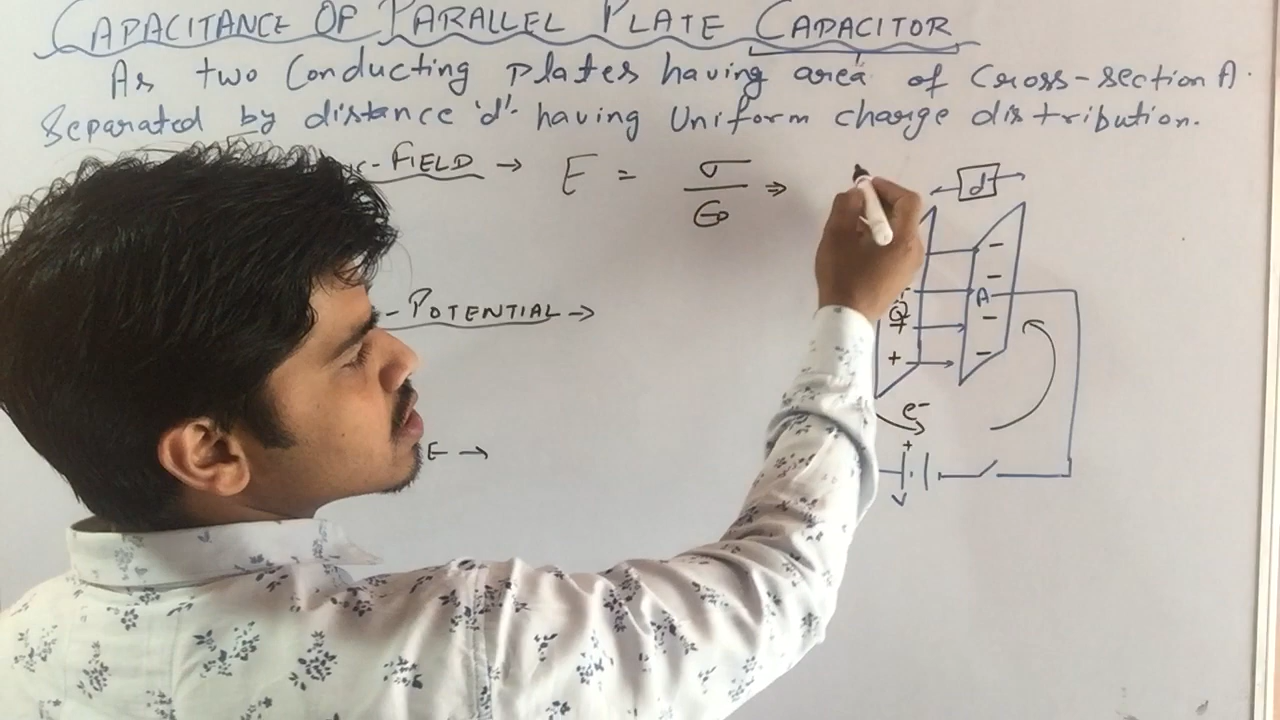 CAPACITANCE OF PARALLEL PLATE CAPACITOR
As two Conducting plates having area of Cross-section A.
Separated by distance 'd' having Uniform charge distribution.
FIELD → E = σ/ε₀ ⇒
d
- POTENTIAL →
E →
Q
+
+
A
-
-
-
-
e⁻
+
V